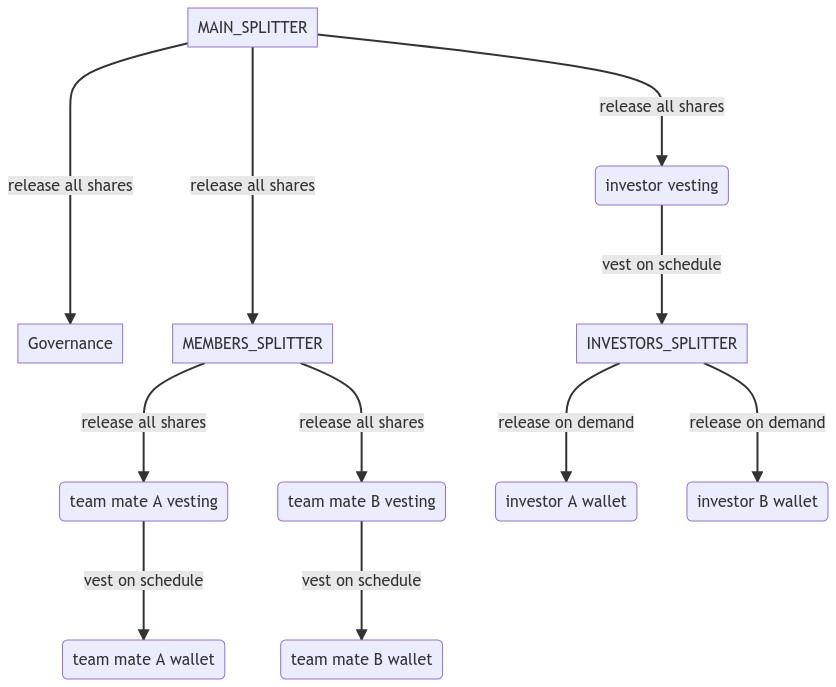 MAIN_SPLITTER
release all shares
release all shares
release all shares
investor vesting
vest on schedule
Governance
MEMBERS_SPLITTER
INVESTORS_SPLITTER
release all shares
release all shares
release on demand
release on demand
team mate A vesting
team mate B vesting
investor A wallet
investor B wallet
vest on schedule
vest on schedule
team mate A wallet
team mate B wallet